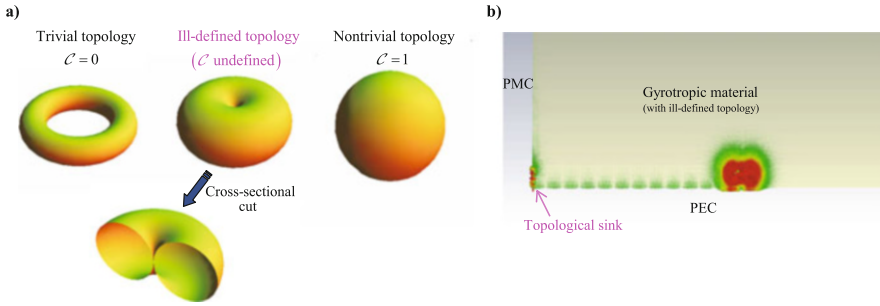 a)
Trivial topology
𝒞 = 0
Ill-defined topology
(𝒞 undefined)
Nontrivial topology
𝒞 = 1
Cross-sectional
cut
b)
PMC
Gyrotropic material
(with ill-defined topology)
PEC
Topological sink